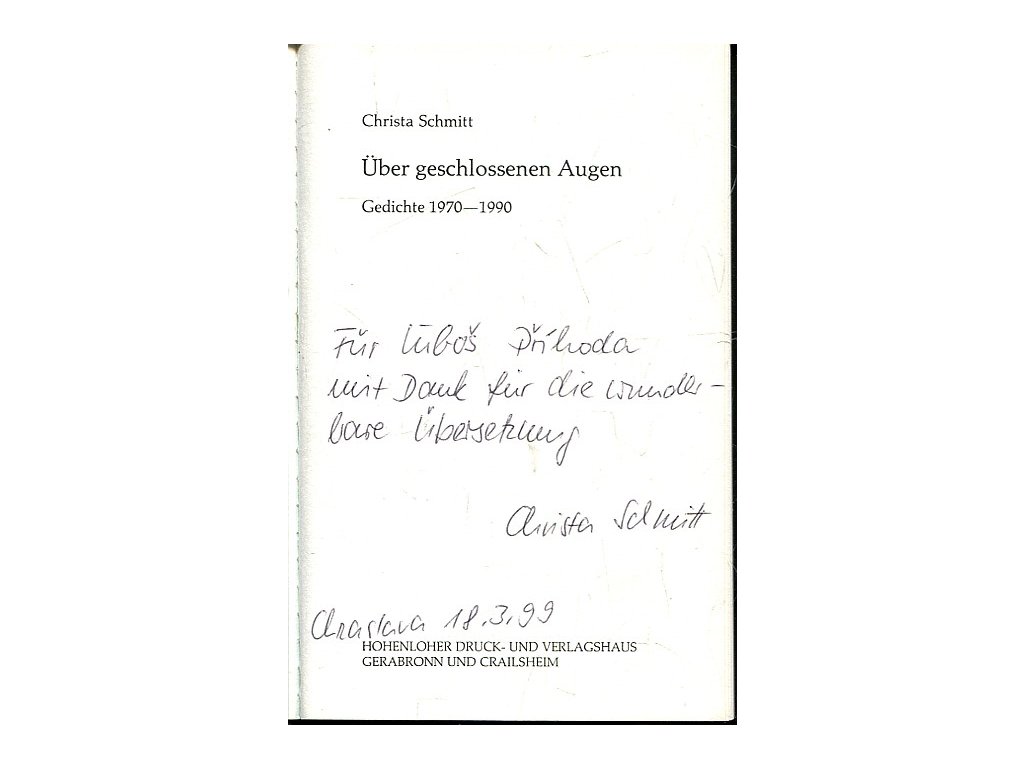 Christa Schmitt
Über geschlossenen Augen
Gedichte 1970—1990
Für Luboš Příhoda
mit Dank für die wunder-
bare Übersetzung
Christa Schmitt
Chrastava 18.3.99
HOHENLOHER DRUCK- UND VERLAGSHAUS
GERABRONN UND CRAILSHEIM